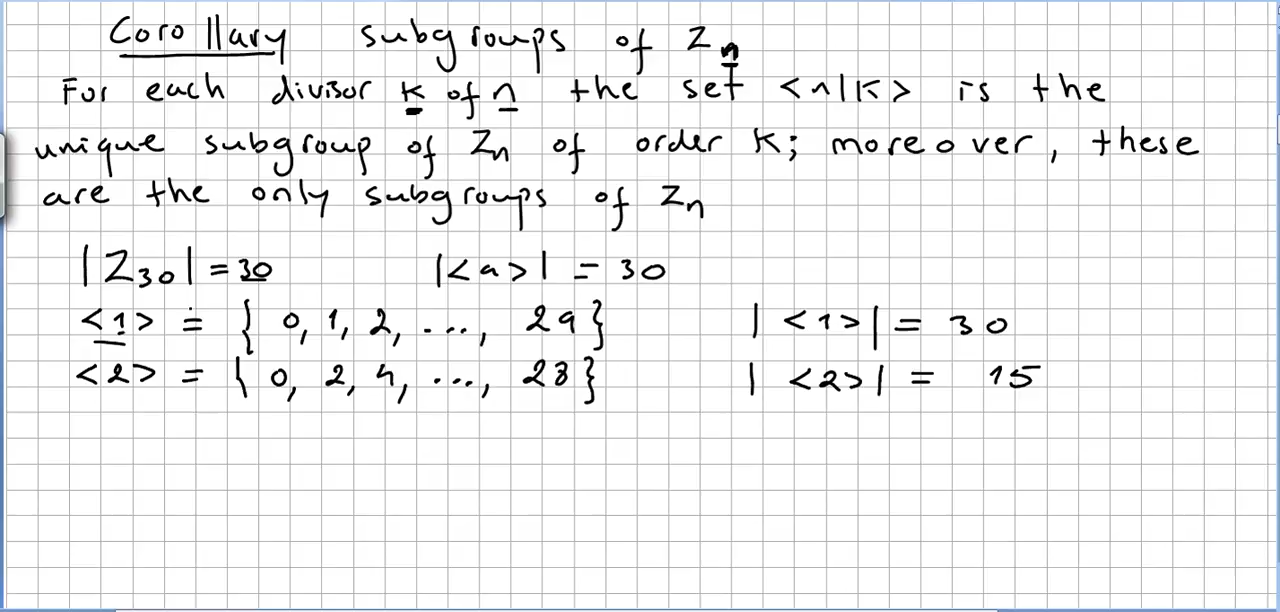 Corollary subgroups of Zn
For each divisor k of n the set <n|k> is the
unique subgroup of Zn of order k; moreover, these
are the only subgroups of Zn
|Z30| = 30 |<a>| = 30
<1> = { 0, 1, 2, ..., 29 } | <1> | = 30
<2> = { 0, 2, 4, ..., 28 } | <2> | = 15